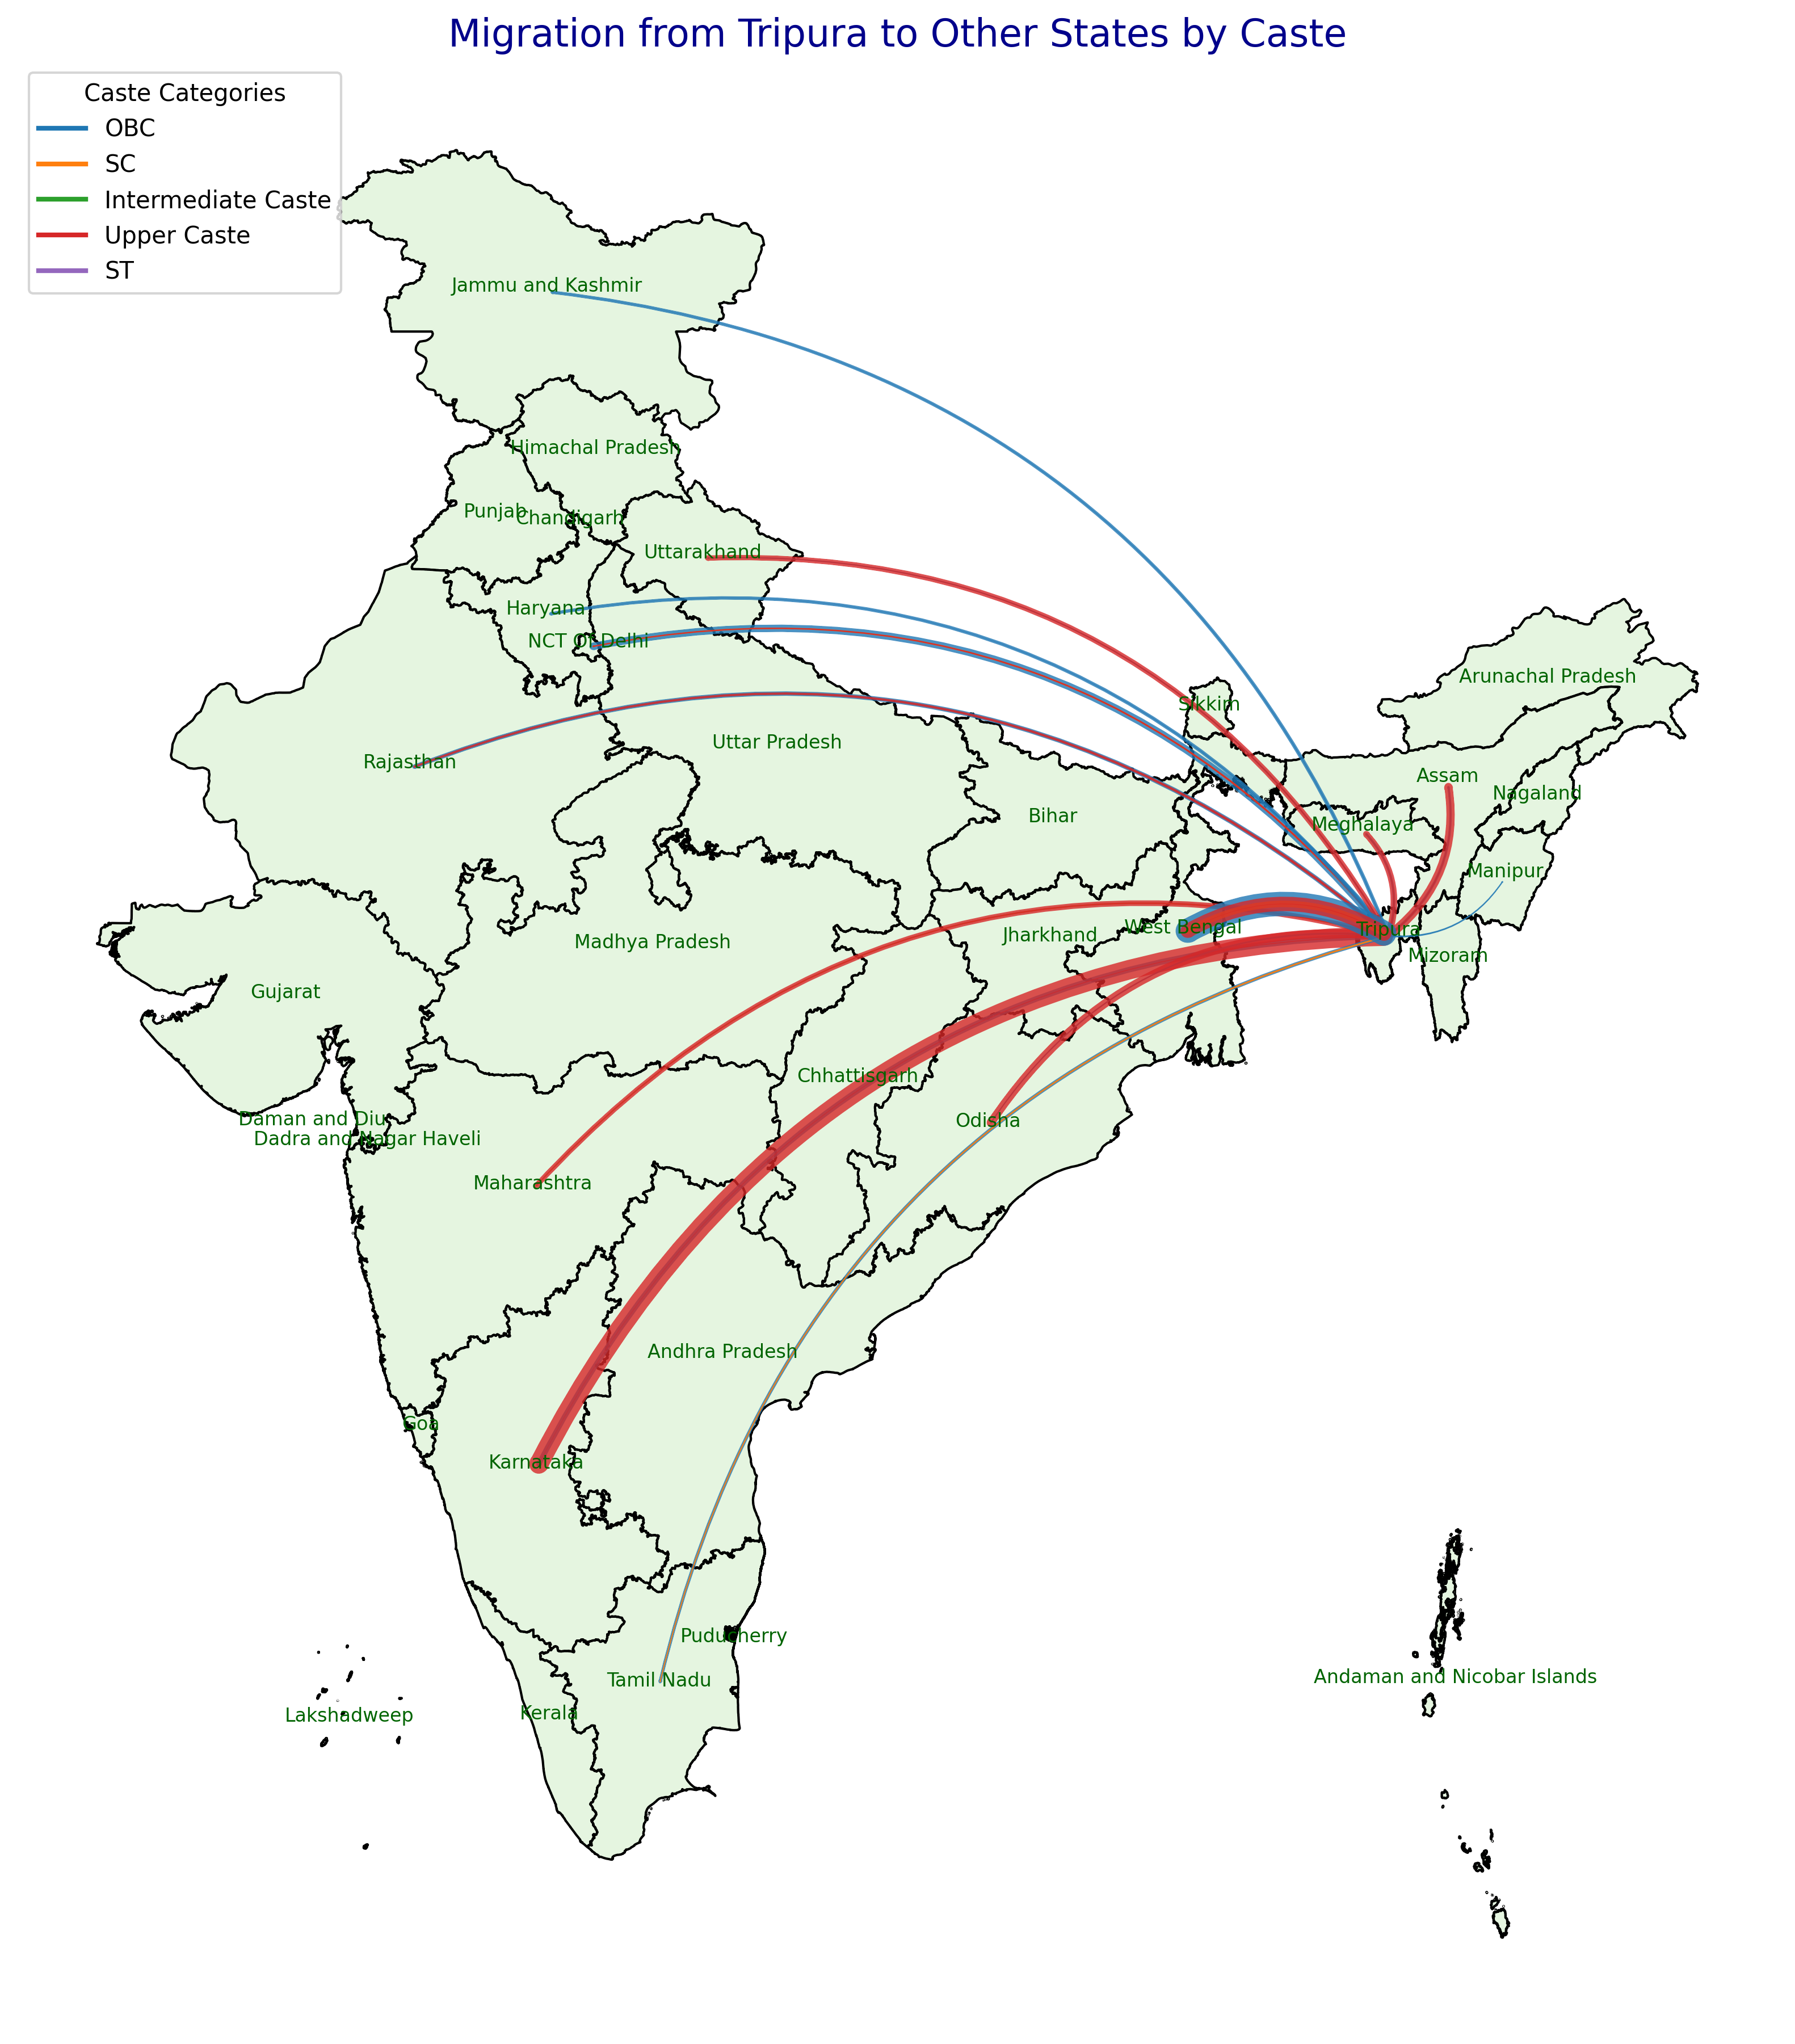 Migration from Tripura to Other States by Caste
Caste Categories
OBC
SC
Intermediate Caste
Upper Caste
ST
Jammu and Kashmir
Himachal Pradesh
Punjab
Chandigarh
Uttarakhand
Haryana
NCT Of Delhi
Arunachal Pradesh
Sikkim
Uttar Pradesh
Rajasthan
Assam
Nagaland
Bihar
Meghalaya
Manipur
West Bengal
Tripura
Jharkhand
Madhya Pradesh
Mizoram
Gujarat
Chhattisgarh
Daman and Diu
Odisha
Dadra and Nagar Haveli
Maharashtra
Andhra Pradesh
Goa
Karnataka
Puducherry
Tamil Nadu
Andaman and Nicobar Islands
Kerala
Lakshadweep